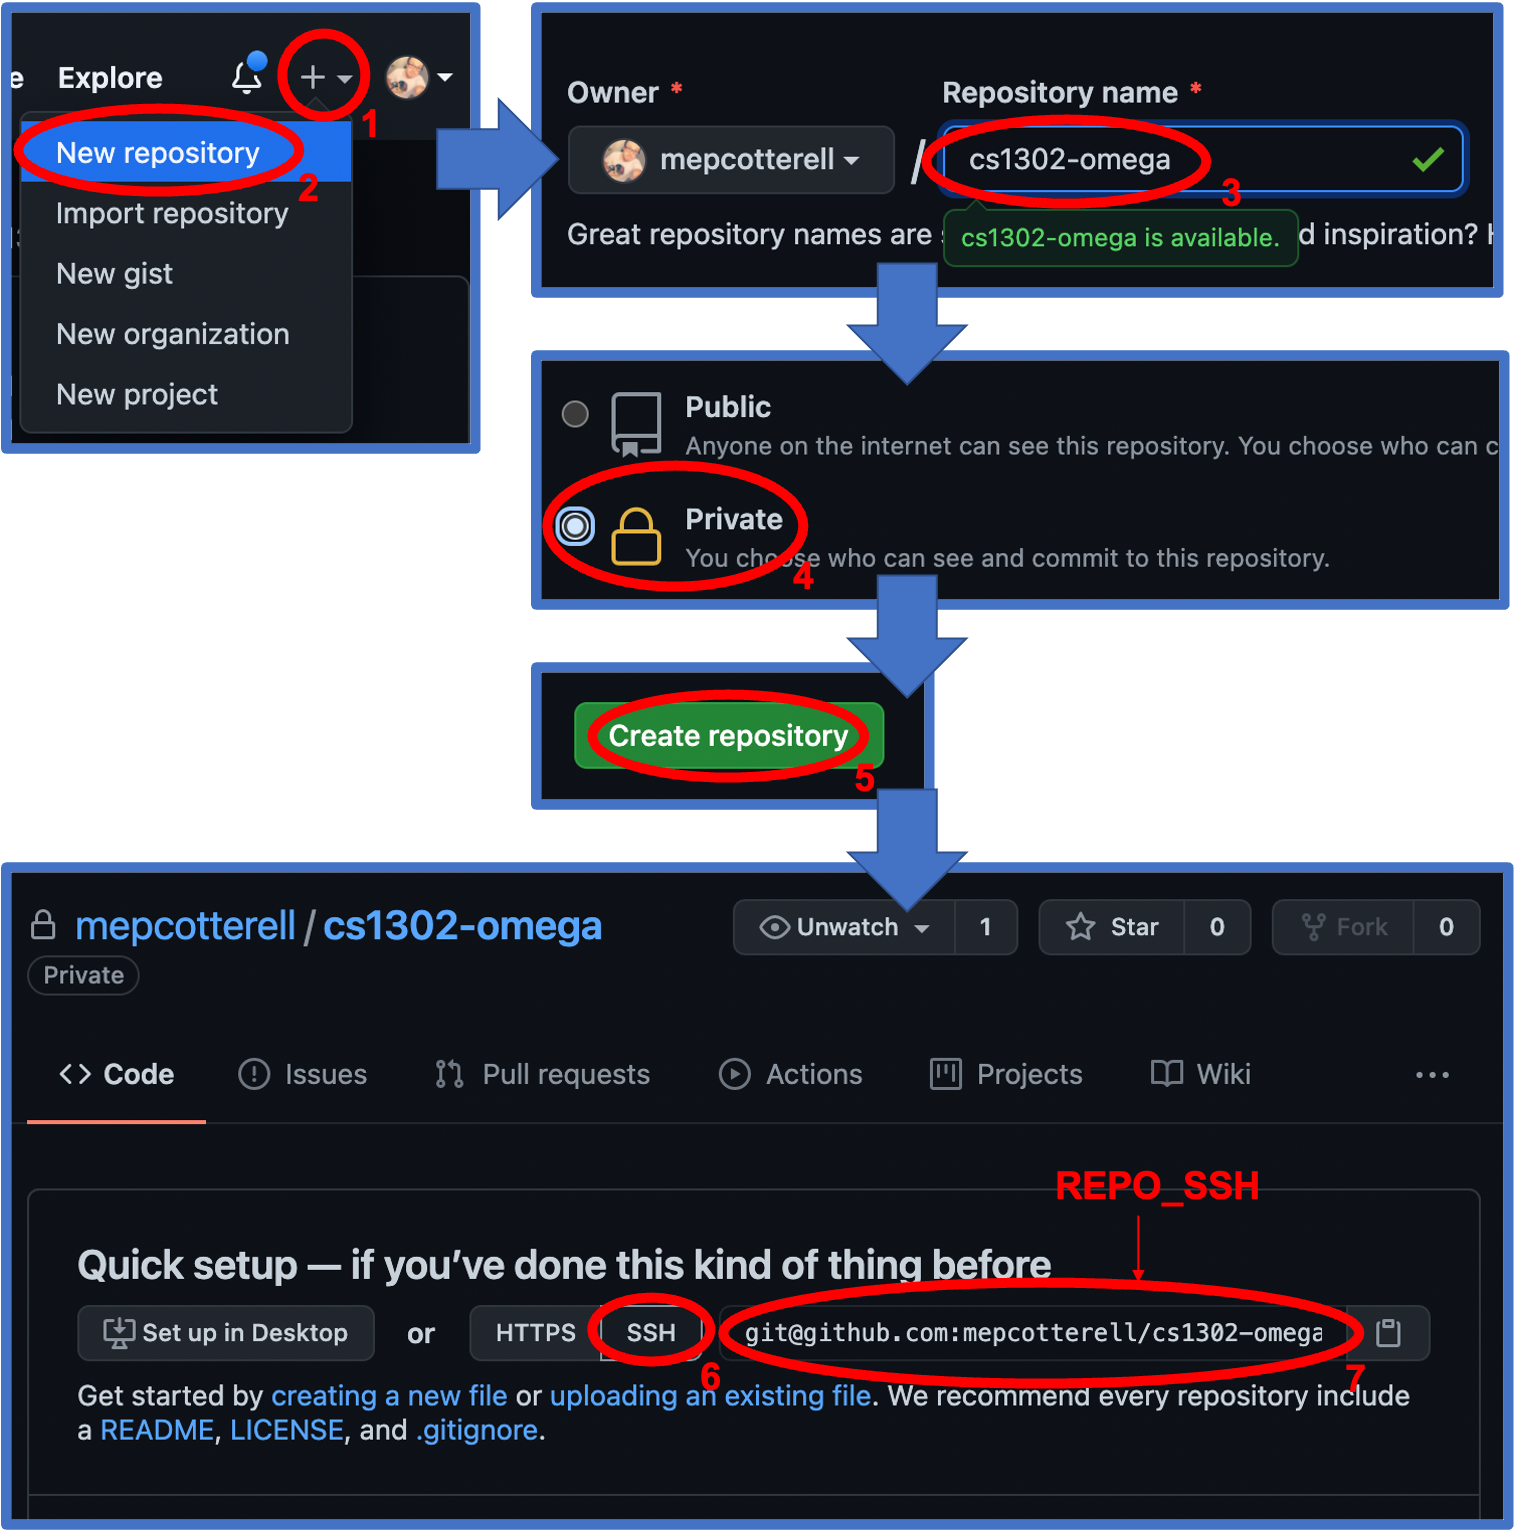 e Explore
1
New repository
2
Import repository
New gist
New organization
New project
Owner *
Repository name *
mepcotterell
/
cs1302-omega
3
Great repository names are
cs1302-omega is available.
d inspiration?
Public
Anyone on the internet can see this repository. You choose who can c
Private
You choose who can see and commit to this repository.
4
Create repository
5
mepcotterell / cs1302-omega
Unwatch 1
Star 0
Fork 0
Private
<> Code
Issues
Pull requests
Actions
Projects
Wiki
...
REPO_SSH
Quick setup — if you’ve done this kind of thing before
Set up in Desktop
or
HTTPS
SSH
git@github.com:mepcotterell/cs1302-omega
6
7
Get started by creating a new file or uploading an existing file. We recommend every repository include
a README, LICENSE, and .gitignore.